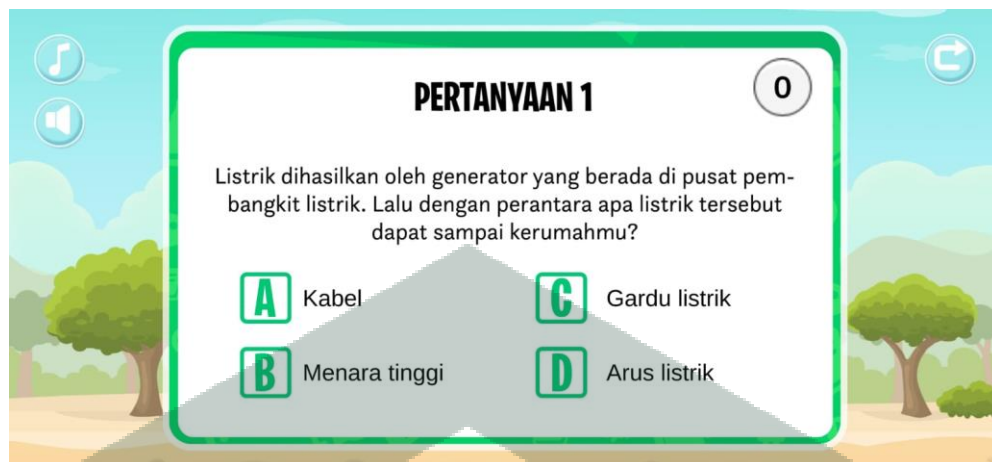 PERTANYAAN 1
0
Listrik dihasilkan oleh generator yang berada di pusat pem-
bangkit listrik. Lalu dengan perantara apa listrik tersebut
dapat sampai kerumahmu?
A Kabel
B Menara tinggi
C Gardu listrik
D Arus listrik